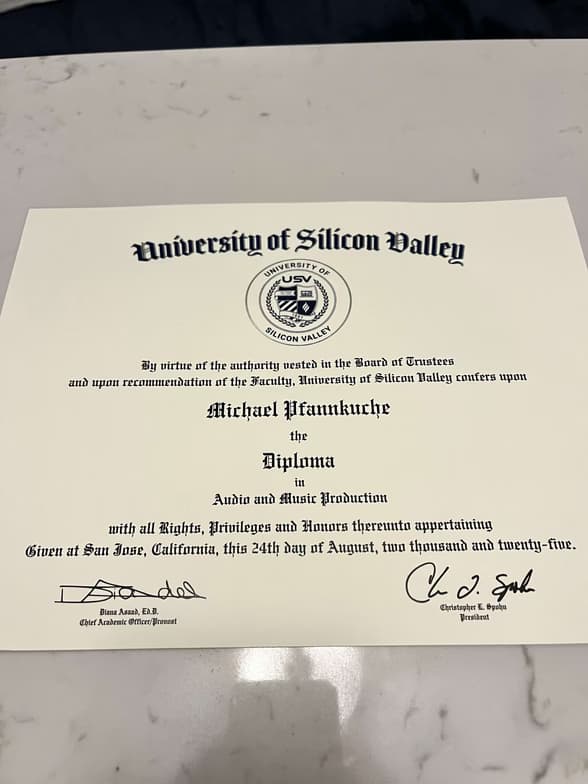 University of Silicon Valley
UNIVERSITY OF
USV
SILICON VALLEY
By virtue of the authority vested in the Board of Trustees
and upon recommendation of the Faculty, University of Silicon Valley confers upon
Michael Pfannkuche
the
Diploma
in
Audio and Music Production
with all Rights, Privileges and Honors thereunto appertaining
Given at San Jose, California, this 24th day of August, two thousand and twenty-five.
Diana Asaad, Ed.D.
Chief Academic Officer/Provost
Christopher L. Spohn
President